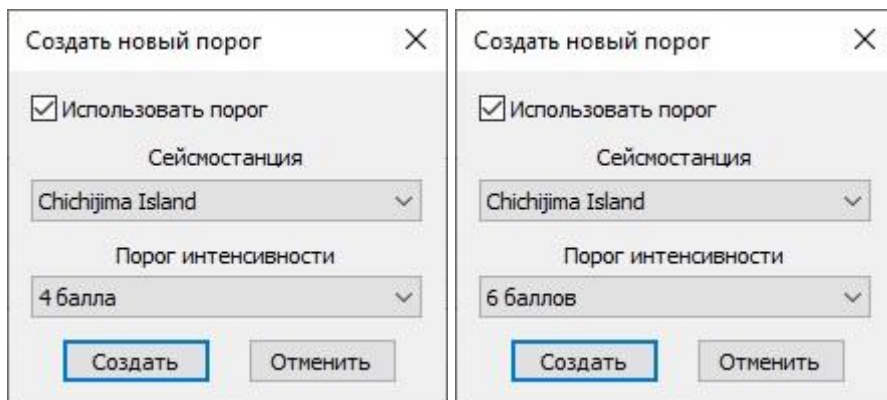 Создать новый порог
Использовать порог
Сейсмостанция
Chichijima Island
Порог интенсивности
4 балла
Создать Отменить
Создать новый порог
Использовать порог
Сейсмостанция
Chichijima Island
Порог интенсивности
6 баллов
Создать Отменить